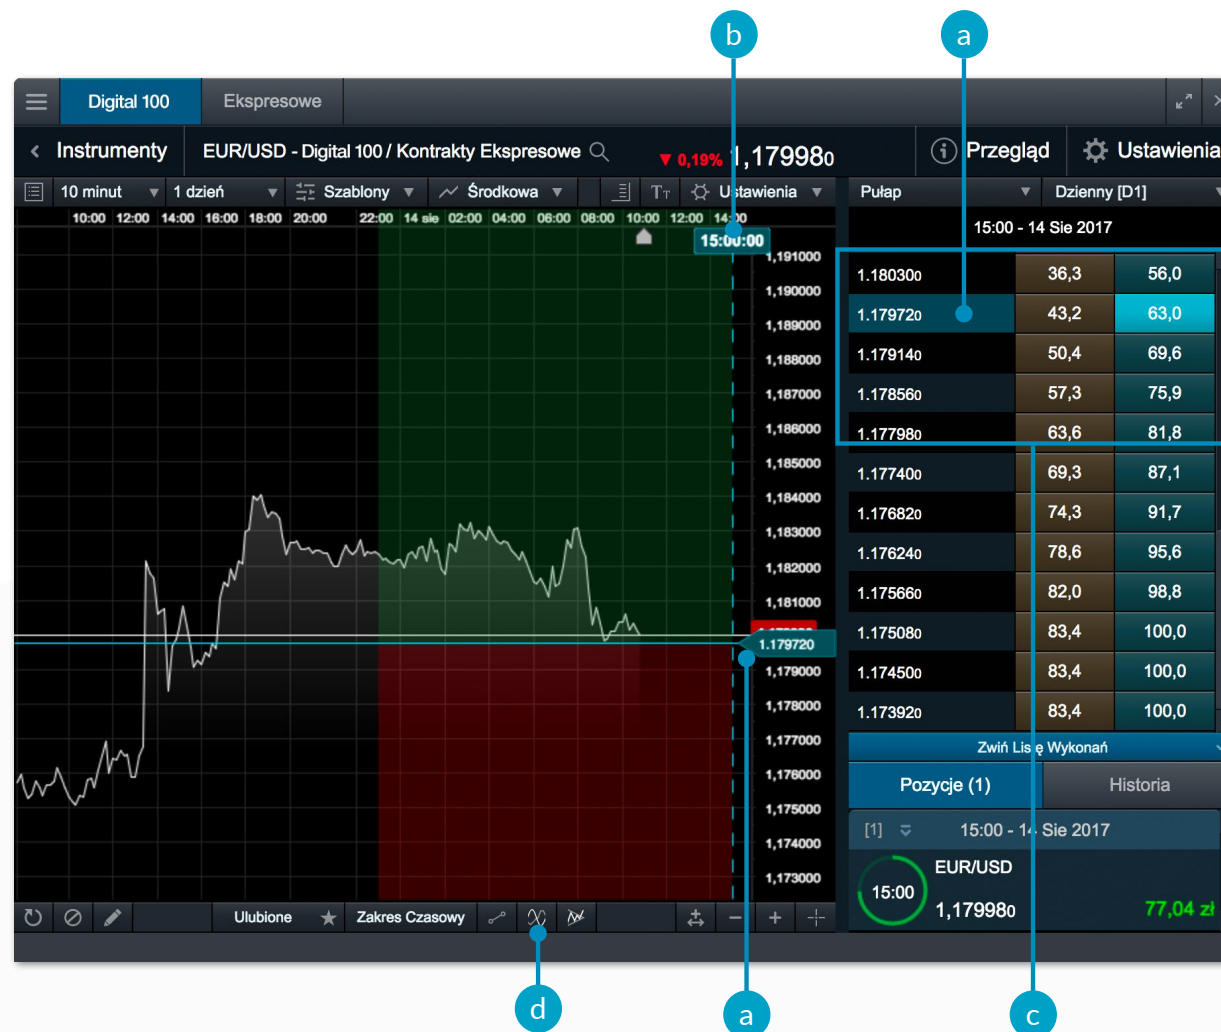 b a
Digital 100 Ekspresowe
Instrumenty EUR/USD - Digital 100 / Kontrakty Ekspresowe ▼ 0,19% 1,179980 Przegląd Ustawienia
10 minut ▼ 1 dzień ▼ Szablony ▼ Środkowa ▼ TT Ustawienia ▼ Pułap ▼ Dzienny [D1]
10:00 12:00 14:00 16:00 18:00 20:00 22:00 14 sie 02:00 04:00 06:00 08:00 10:00 12:00 14:00
15:00 - 14 Sie 2017
15:00:00
1,191000
1,190000
1,189000
1,188000
1,187000
1,186000
1,185000
1,184000
1,183000
1,182000
1,181000
1.179720
1,179000
1,178000
1,177000
1,176000
1,175000
1,174000
1,173000
1.180300 36,3 56,0
1.179720 43,2 63,0
1.179140 50,4 69,6
1.178560 57,3 75,9
1.177980 63,6 81,8
1.177400 69,3 87,1
1.176820 74,3 91,7
1.176240 78,6 95,6
1.175660 82,0 98,8
1.175080 83,4 100,0
1.174500 83,4 100,0
1.173920 83,4 100,0
Zwiń Listę Wykonań
Pozycje (1) Historia
[1] 15:00 - 14 Sie 2017
EUR/USD
15:00
1,179980 77,04 zł
Ulubione Zakres Czasowy
d a c